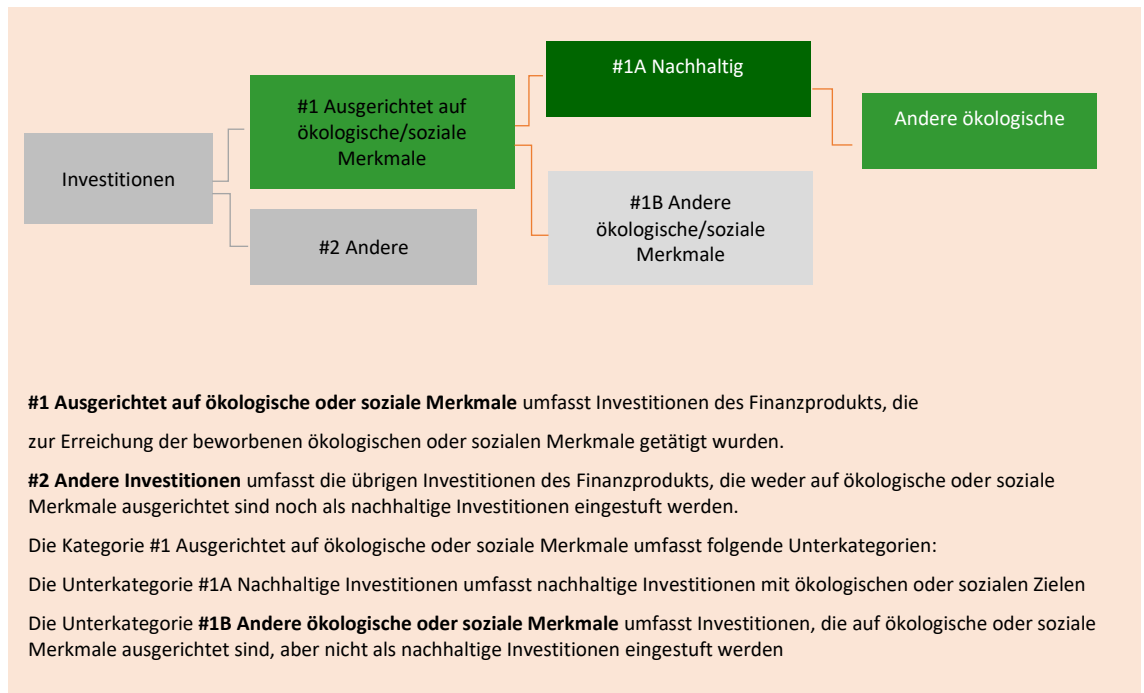 #1A Nachhaltig
#1 Ausgerichtet auf
ökologische/soziale
Merkmale
Andere ökologische
Investitionen
#1B Andere
ökologische/soziale
Merkmale
#2 Andere
#1 Ausgerichtet auf ökologische oder soziale Merkmale umfasst Investitionen des Finanzprodukts, die
zur Erreichung der beworbenen ökologischen oder sozialen Merkmale getätigt wurden.
#2 Andere Investitionen umfasst die übrigen Investitionen des Finanzprodukts, die weder auf ökologische oder soziale
Merkmale ausgerichtet sind noch als nachhaltige Investitionen eingestuft werden.
Die Kategorie #1 Ausgerichtet auf ökologische oder soziale Merkmale umfasst folgende Unterkategorien:
Die Unterkategorie #1A Nachhaltige Investitionen umfasst nachhaltige Investitionen mit ökologischen oder sozialen Zielen
Die Unterkategorie #1B Andere ökologische oder soziale Merkmale umfasst Investitionen, die auf ökologische oder soziale
Merkmale ausgerichtet sind, aber nicht als nachhaltige Investitionen eingestuft werden